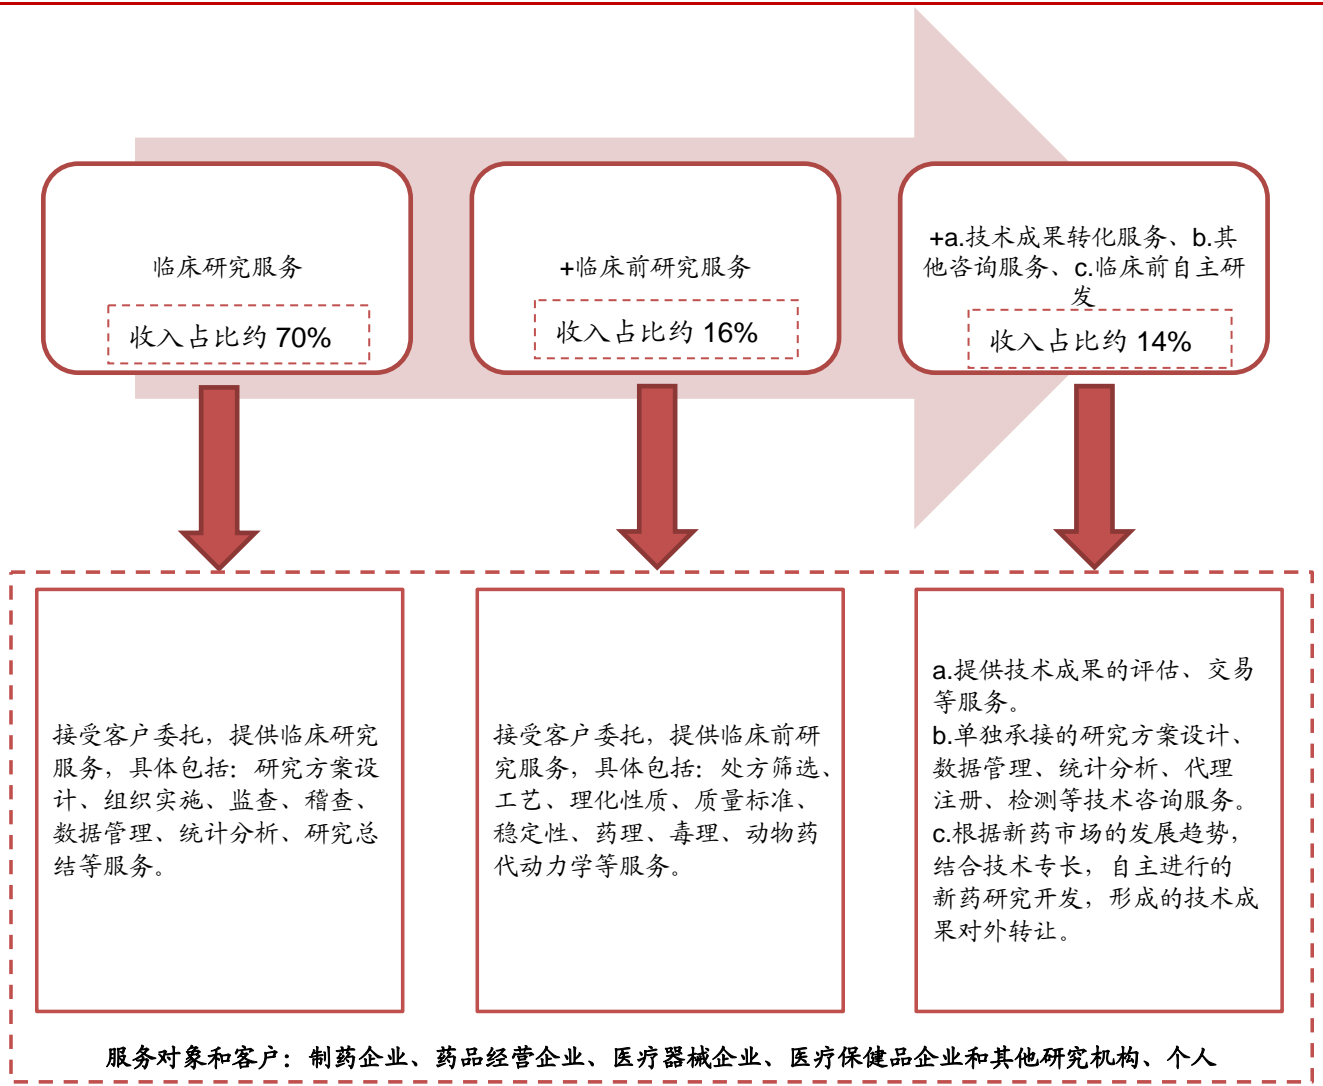 临床研究服务
收入占比约 70%
+临床前研究服务
收入占比约 16%
+a.技术成果转化服务、b.其
他咨询服务、c.临床前自主研
发
收入占比约 14%
接受客户委托，提供临床研究
服务，具体包括：研究方案设
计、组织实施、监查、稽查、
数据管理、统计分析、研究总
结等服务。
接受客户委托，提供临床前研
究服务，具体包括：处方筛选、
工艺、理化性质、质量标准、
稳定性、药理、毒理、动物药
代动力学等服务。
a.提供技术成果的评估、交易
等服务。
b.单独承接的研究方案设计、
数据管理、统计分析、代理
注册、检测等技术咨询服务。
c.根据新药市场的发展趋势，
结合技术专长，自主进行的
新药研究开发，形成的技术成
果对外转让。
服务对象和客户：制药企业、药品经营企业、医疗器械企业、医疗保健品企业和其他研究机构、个人